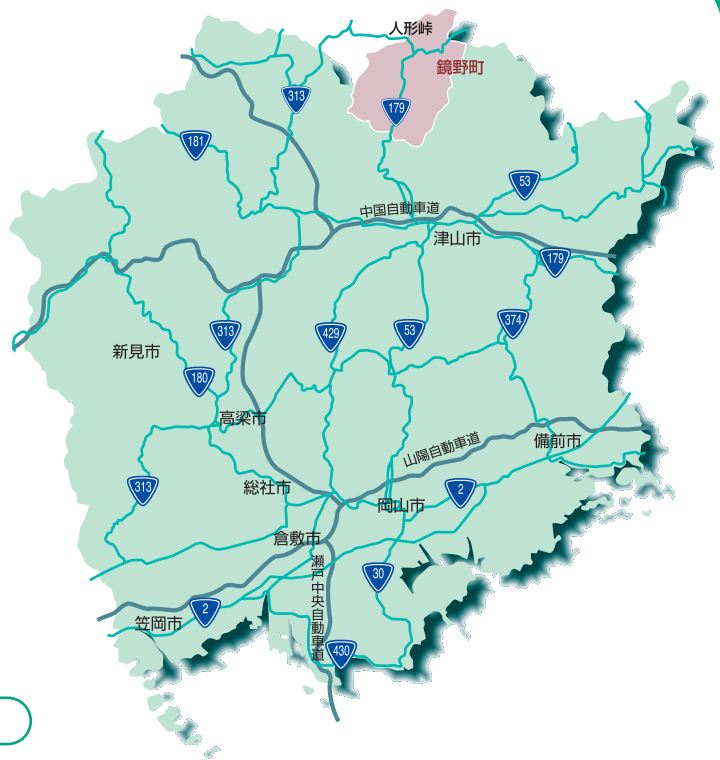 人形峠
鏡野町
313
179
181
53
中国自動車道
津山市
179
374
313
429
53
新見市
180
高梁市
備前市
山陽自動車道
313
総社市
2
岡山市
倉敷市
瀬戸中央自動車道
30
2
笠岡市
430